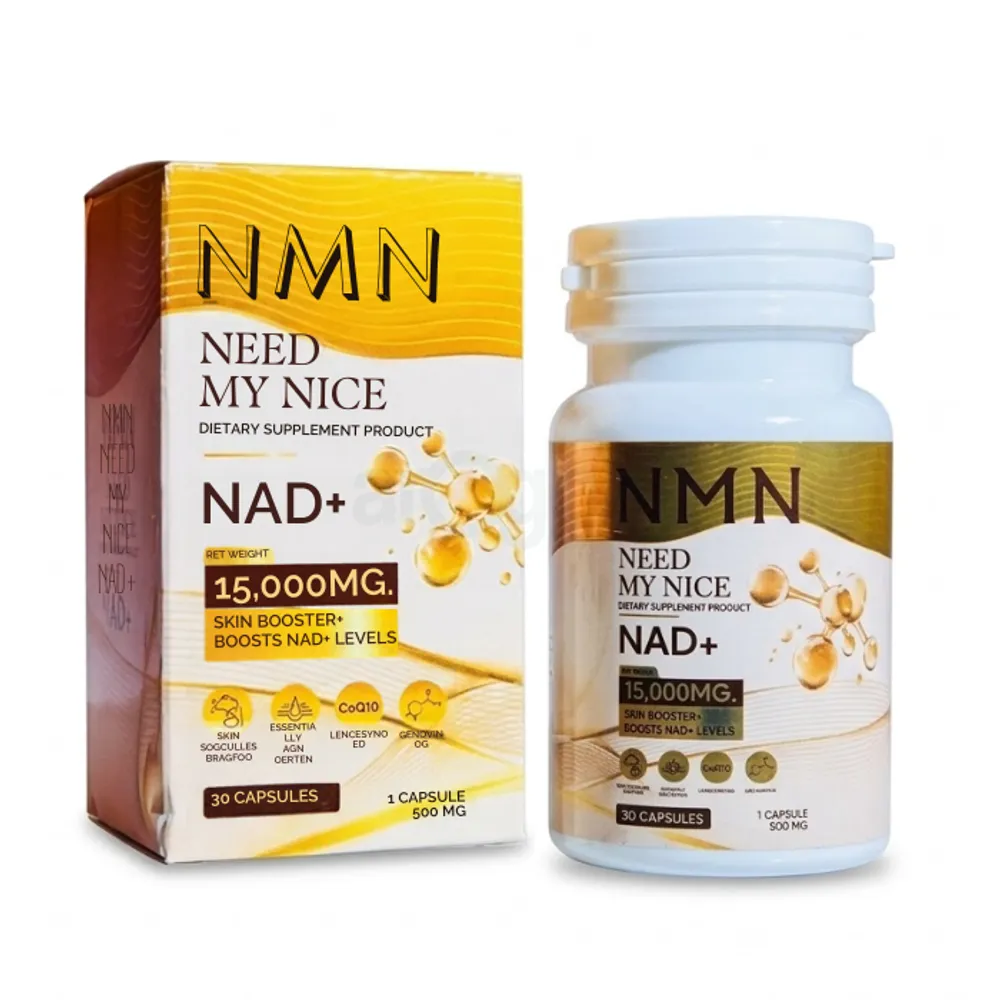 NMN
NEED
MY NICE
DIETARY SUPPLEMENT PRODUCT
NAD+
RET WEIGHT
15,000MG.
SKIN BOOSTER+
BOOSTS NAD+ LEVELS
SKIN
SOGCULLES
BRAGFOO
ESSENTIA
LLY
AGN
OERTEN
CoQ10
LENCESYNO
ED
GENOVIN
OG
30 CAPSULES
1 CAPSULE
500 MG
NMN
NEED
MY
NICE
NAD+
NAD+
NMN
NEED
MY NICE
DIETARY SUPPLEMENT PRODUCT
NAD+
15,000MG.
SKIN BOOSTER+
BOOSTS NAD+ LEVELS
30 CAPSULES
1 CAPSULE
500 MG